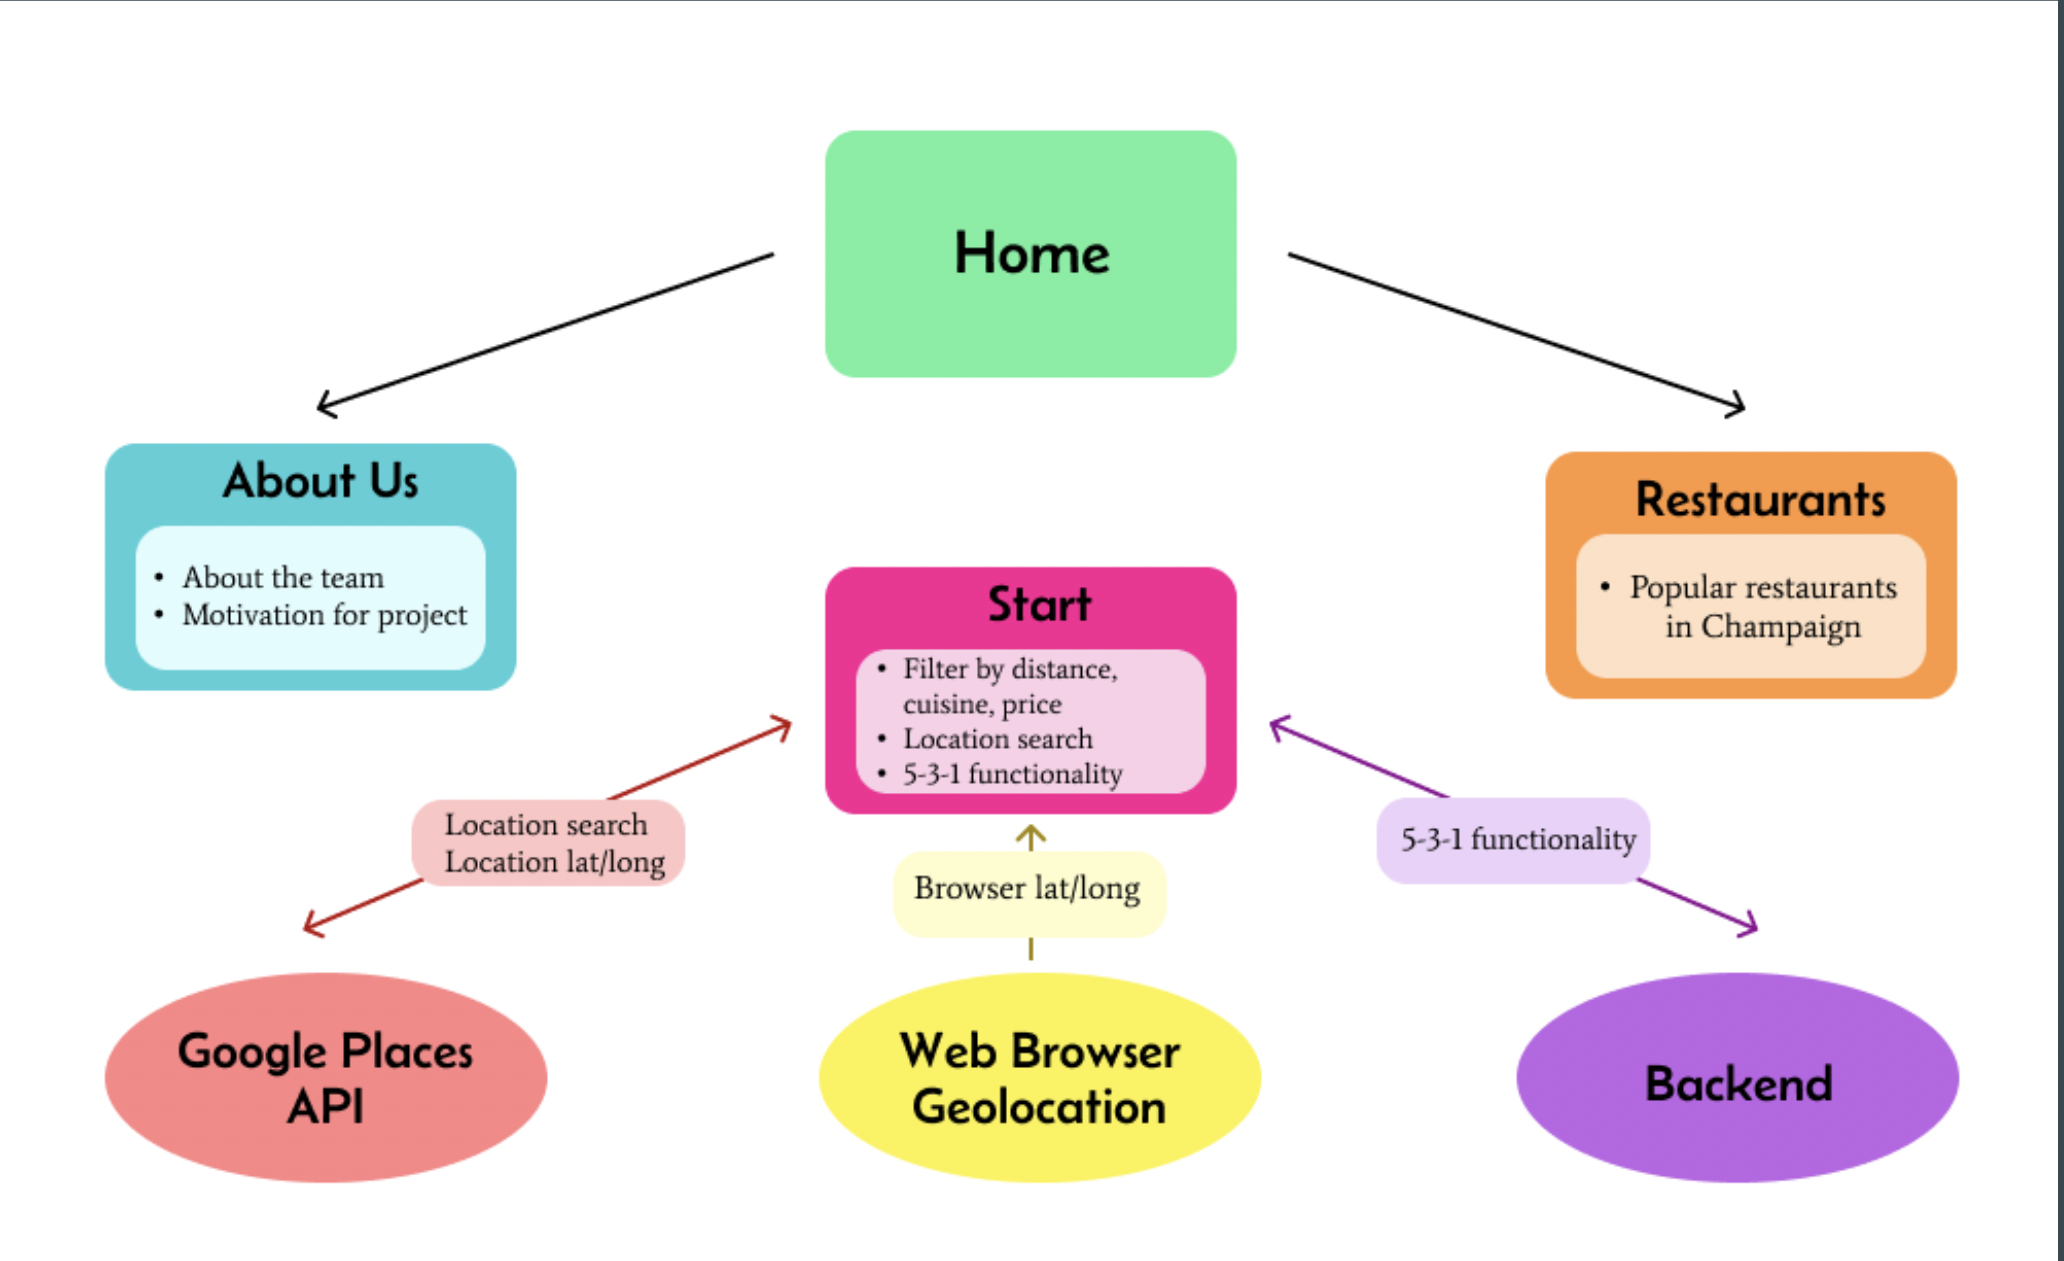 Home
About Us
• About the team
• Motivation for project
Restaurants
• Popular restaurants
in Champaign
Start
• Filter by distance,
cuisine, price
• Location search
• 5-3-1 functionality
Location search
Location lat/long
Browser lat/long
5-3-1 functionality
Google Places
API
Web Browser
Geolocation
Backend